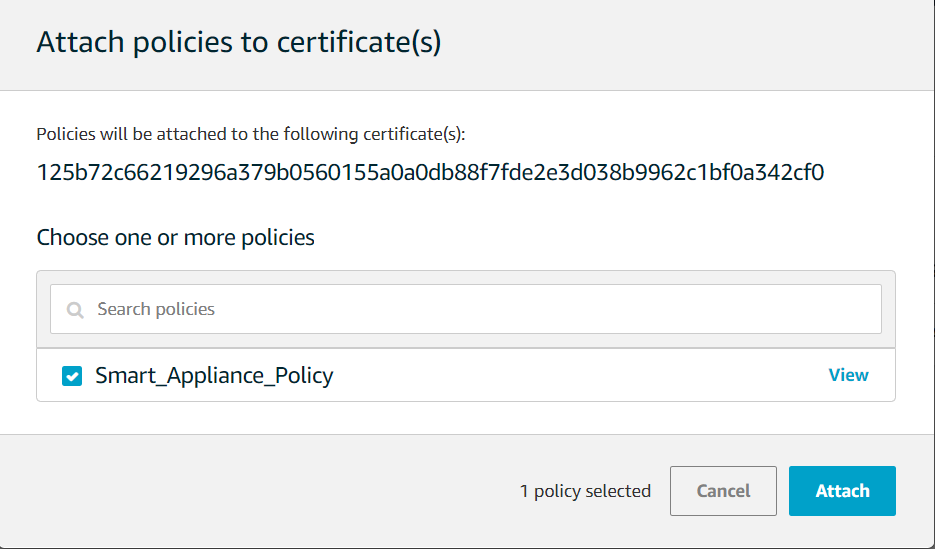 Attach policies to certificate(s)
Policies will be attached to the following certificate(s):
125b72c66219296a379b0560155a0a0db88f7fde2e3d038b9962c1bf0a342cf0
Choose one or more policies
Search policies
Smart_Appliance_Policy View
1 policy selected Cancel Attach